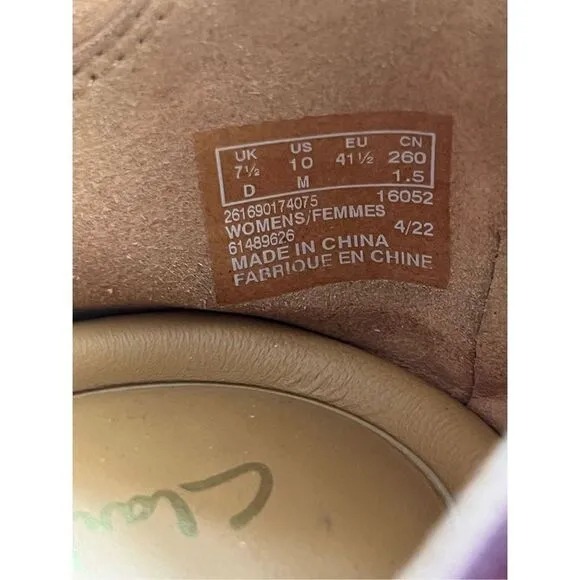 UK US EU CN
7½ 10 41½ 260
D M 1.5
261690174075 16052
WOMENS/FEMMES
61489626 4/22
MADE IN CHINA
FABRIQUE EN CHINE